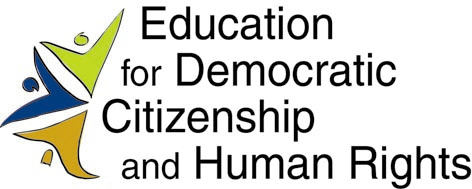 Education
for Democratic
Citizenship
and Human Rights